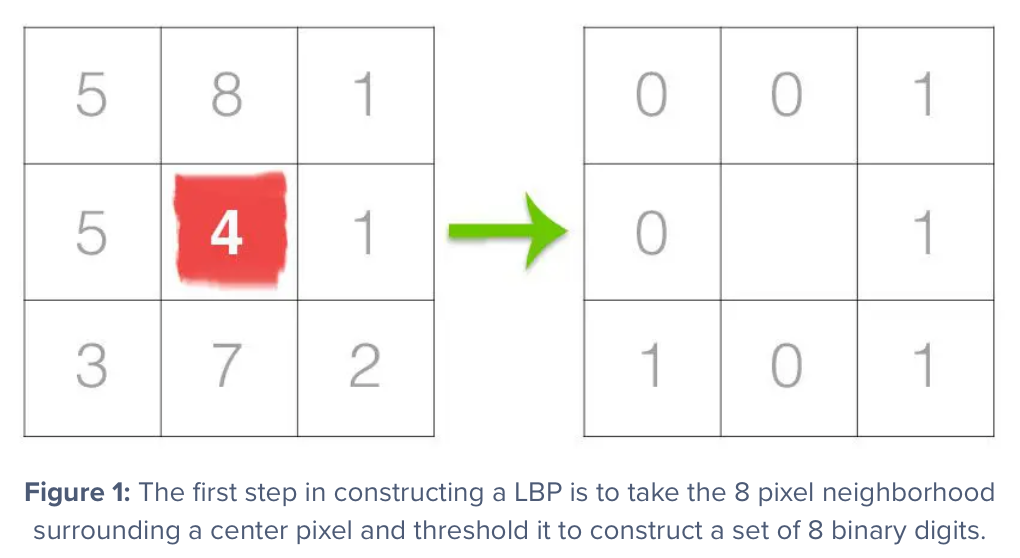 5 8 1 0 0 1
5 4 1 0 1
3 7 2 1 0 1
Figure 1: The first step in constructing a LBP is to take the 8 pixel neighborhood
surrounding a center pixel and threshold it to construct a set of 8 binary digits.